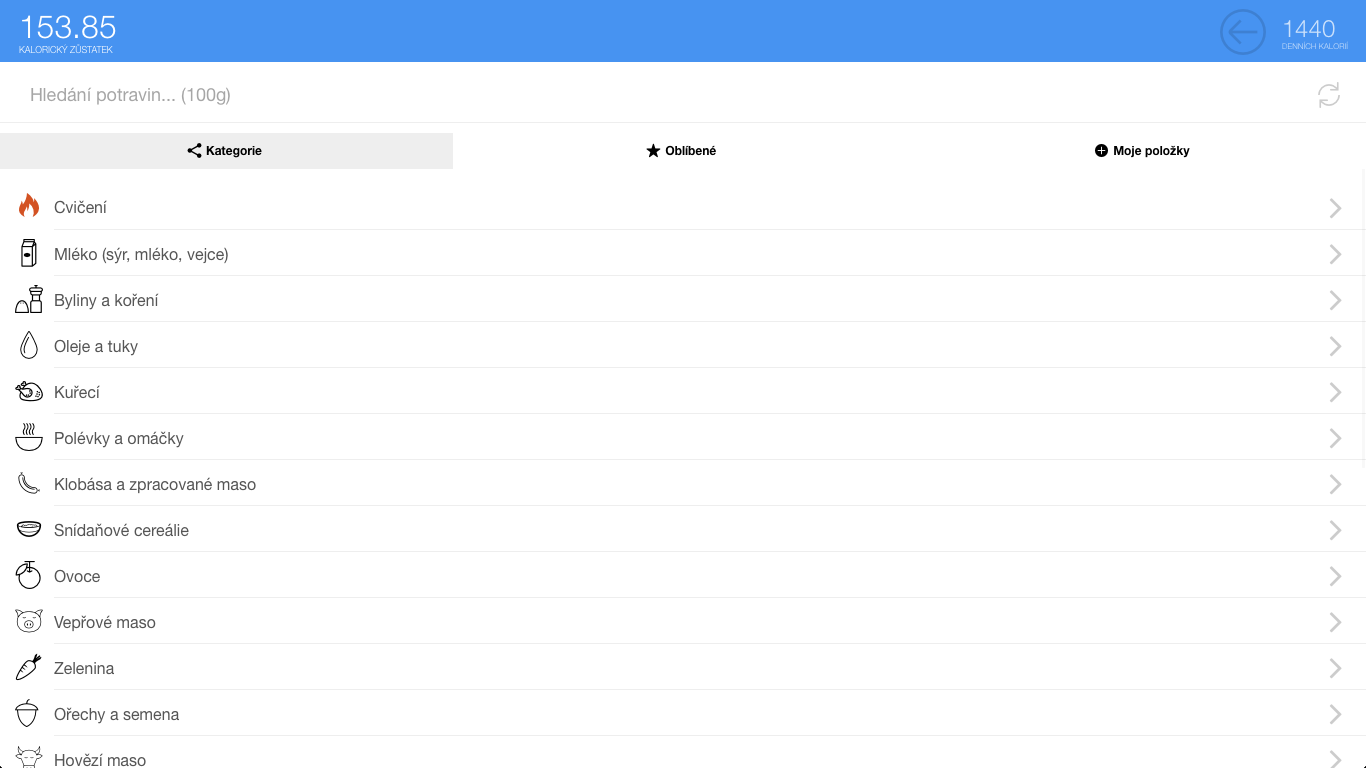 153.85
KALORICKÝ ZŮSTATEK
1440
DENNÍCH KALORIÍ
Hledání potravin... (100g)
Kategorie
Oblíbené
Moje položky
Cvičení
Mléko (sýr, mléko, vejce)
Byliny a koření
Oleje a tuky
Kuřecí
Polévky a omáčky
Klobása a zpracované maso
Snídaňové cereálie
Ovoce
Vepřové maso
Zelenina
Ořechy a semena
Hovězí maso